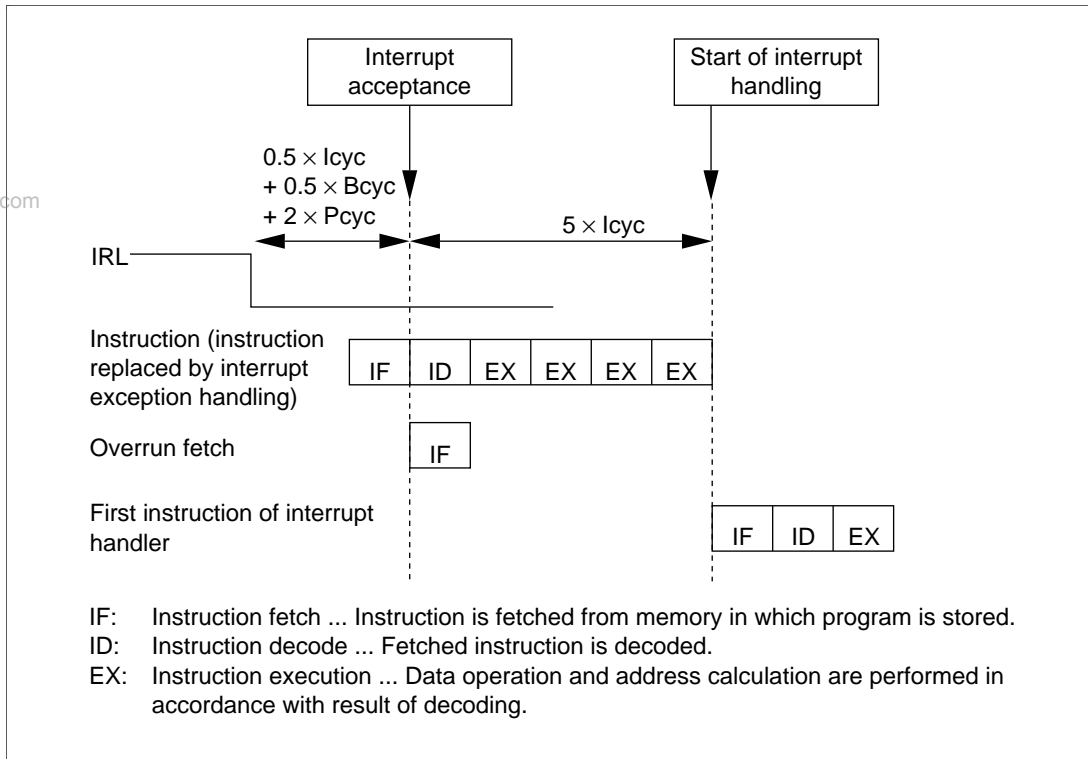 Interrupt
acceptance
Start of interrupt
handling
0.5 × Icyc
+ 0.5 × Bcyc
+ 2 × Pcyc
com
5 × Icyc
IRL
Instruction (instruction
replaced by interrupt
exception handling)
IF ID EX EX EX EX
Overrun fetch
IF
First instruction of interrupt
handler
IF ID EX
IF: Instruction fetch ... Instruction is fetched from memory in which program is stored.
ID: Instruction decode ... Fetched instruction is decoded.
EX: Instruction execution ... Data operation and address calculation are performed in
accordance with result of decoding.